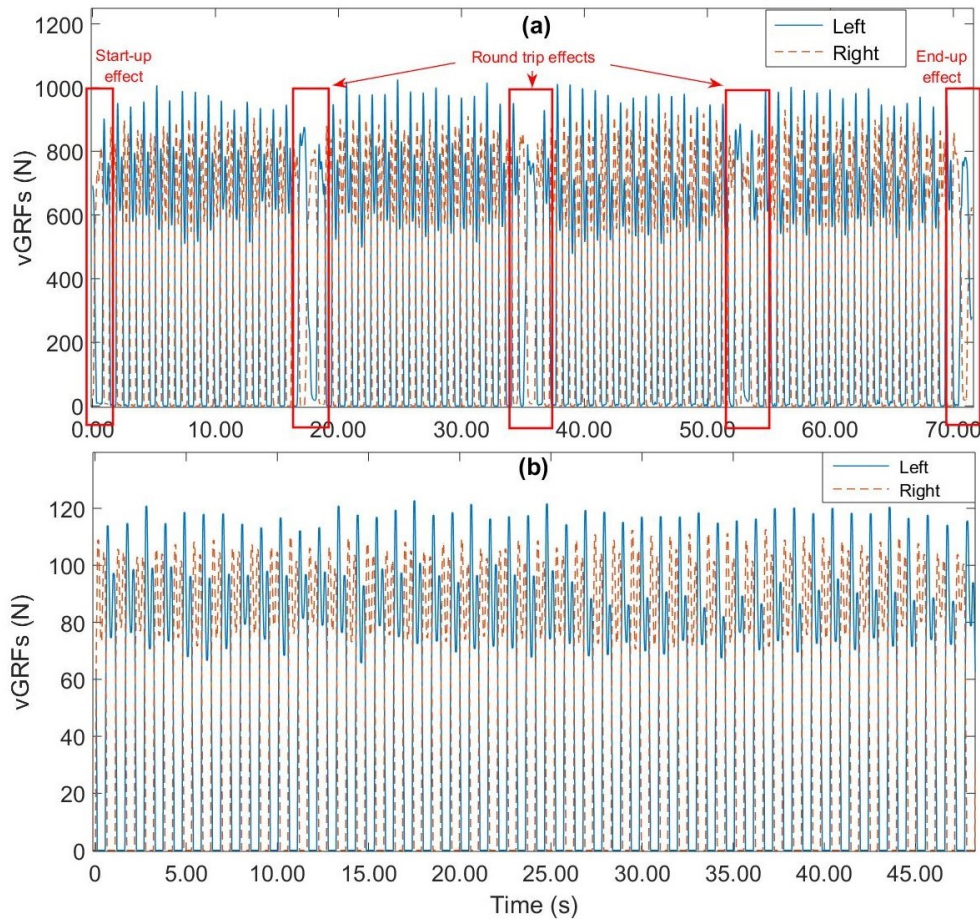 (a)
Left
Right
Start-up
effect
Round trip effects
End-up
effect
vGRFs (N)
1200
1000
800
600
400
200
0
0.00 10.00 20.00 30.00 40.00 50.00 60.00 70.00
(b)
Left
Right
vGRFs (N)
120
100
80
60
40
20
0
0 5.00 10.00 15.00 20.00 25.00 30.00 35.00 40.00 45.00
Time (s)